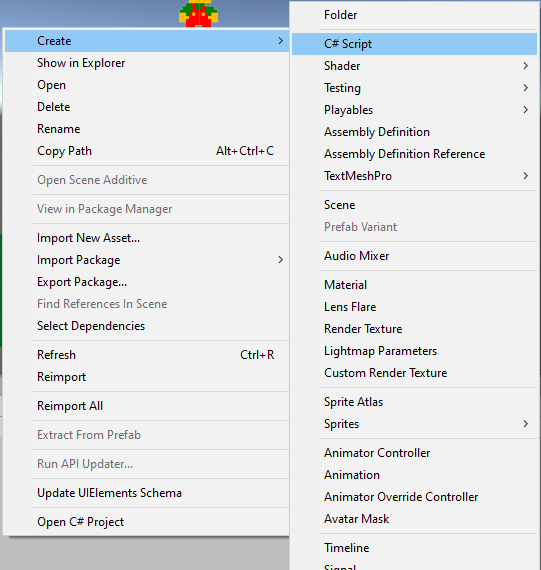 Create
Show in Explorer
Open
Delete
Rename
Copy Path Alt+Ctrl+C
Open Scene Additive
View in Package Manager
Import New Asset...
Import Package
Export Package...
Find References In Scene
Select Dependencies
Refresh Ctrl+R
Reimport
Reimport All
Extract From Prefab
Run API Updater...
Update UIElements Schema
Open C# Project
Folder
C# Script
Shader
Testing
Playables
Assembly Definition
Assembly Definition Reference
TextMeshPro
Scene
Prefab Variant
Audio Mixer
Material
Lens Flare
Render Texture
Lightmap Parameters
Custom Render Texture
Sprite Atlas
Sprites
Animator Controller
Animation
Animator Override Controller
Avatar Mask
Timeline
Signal